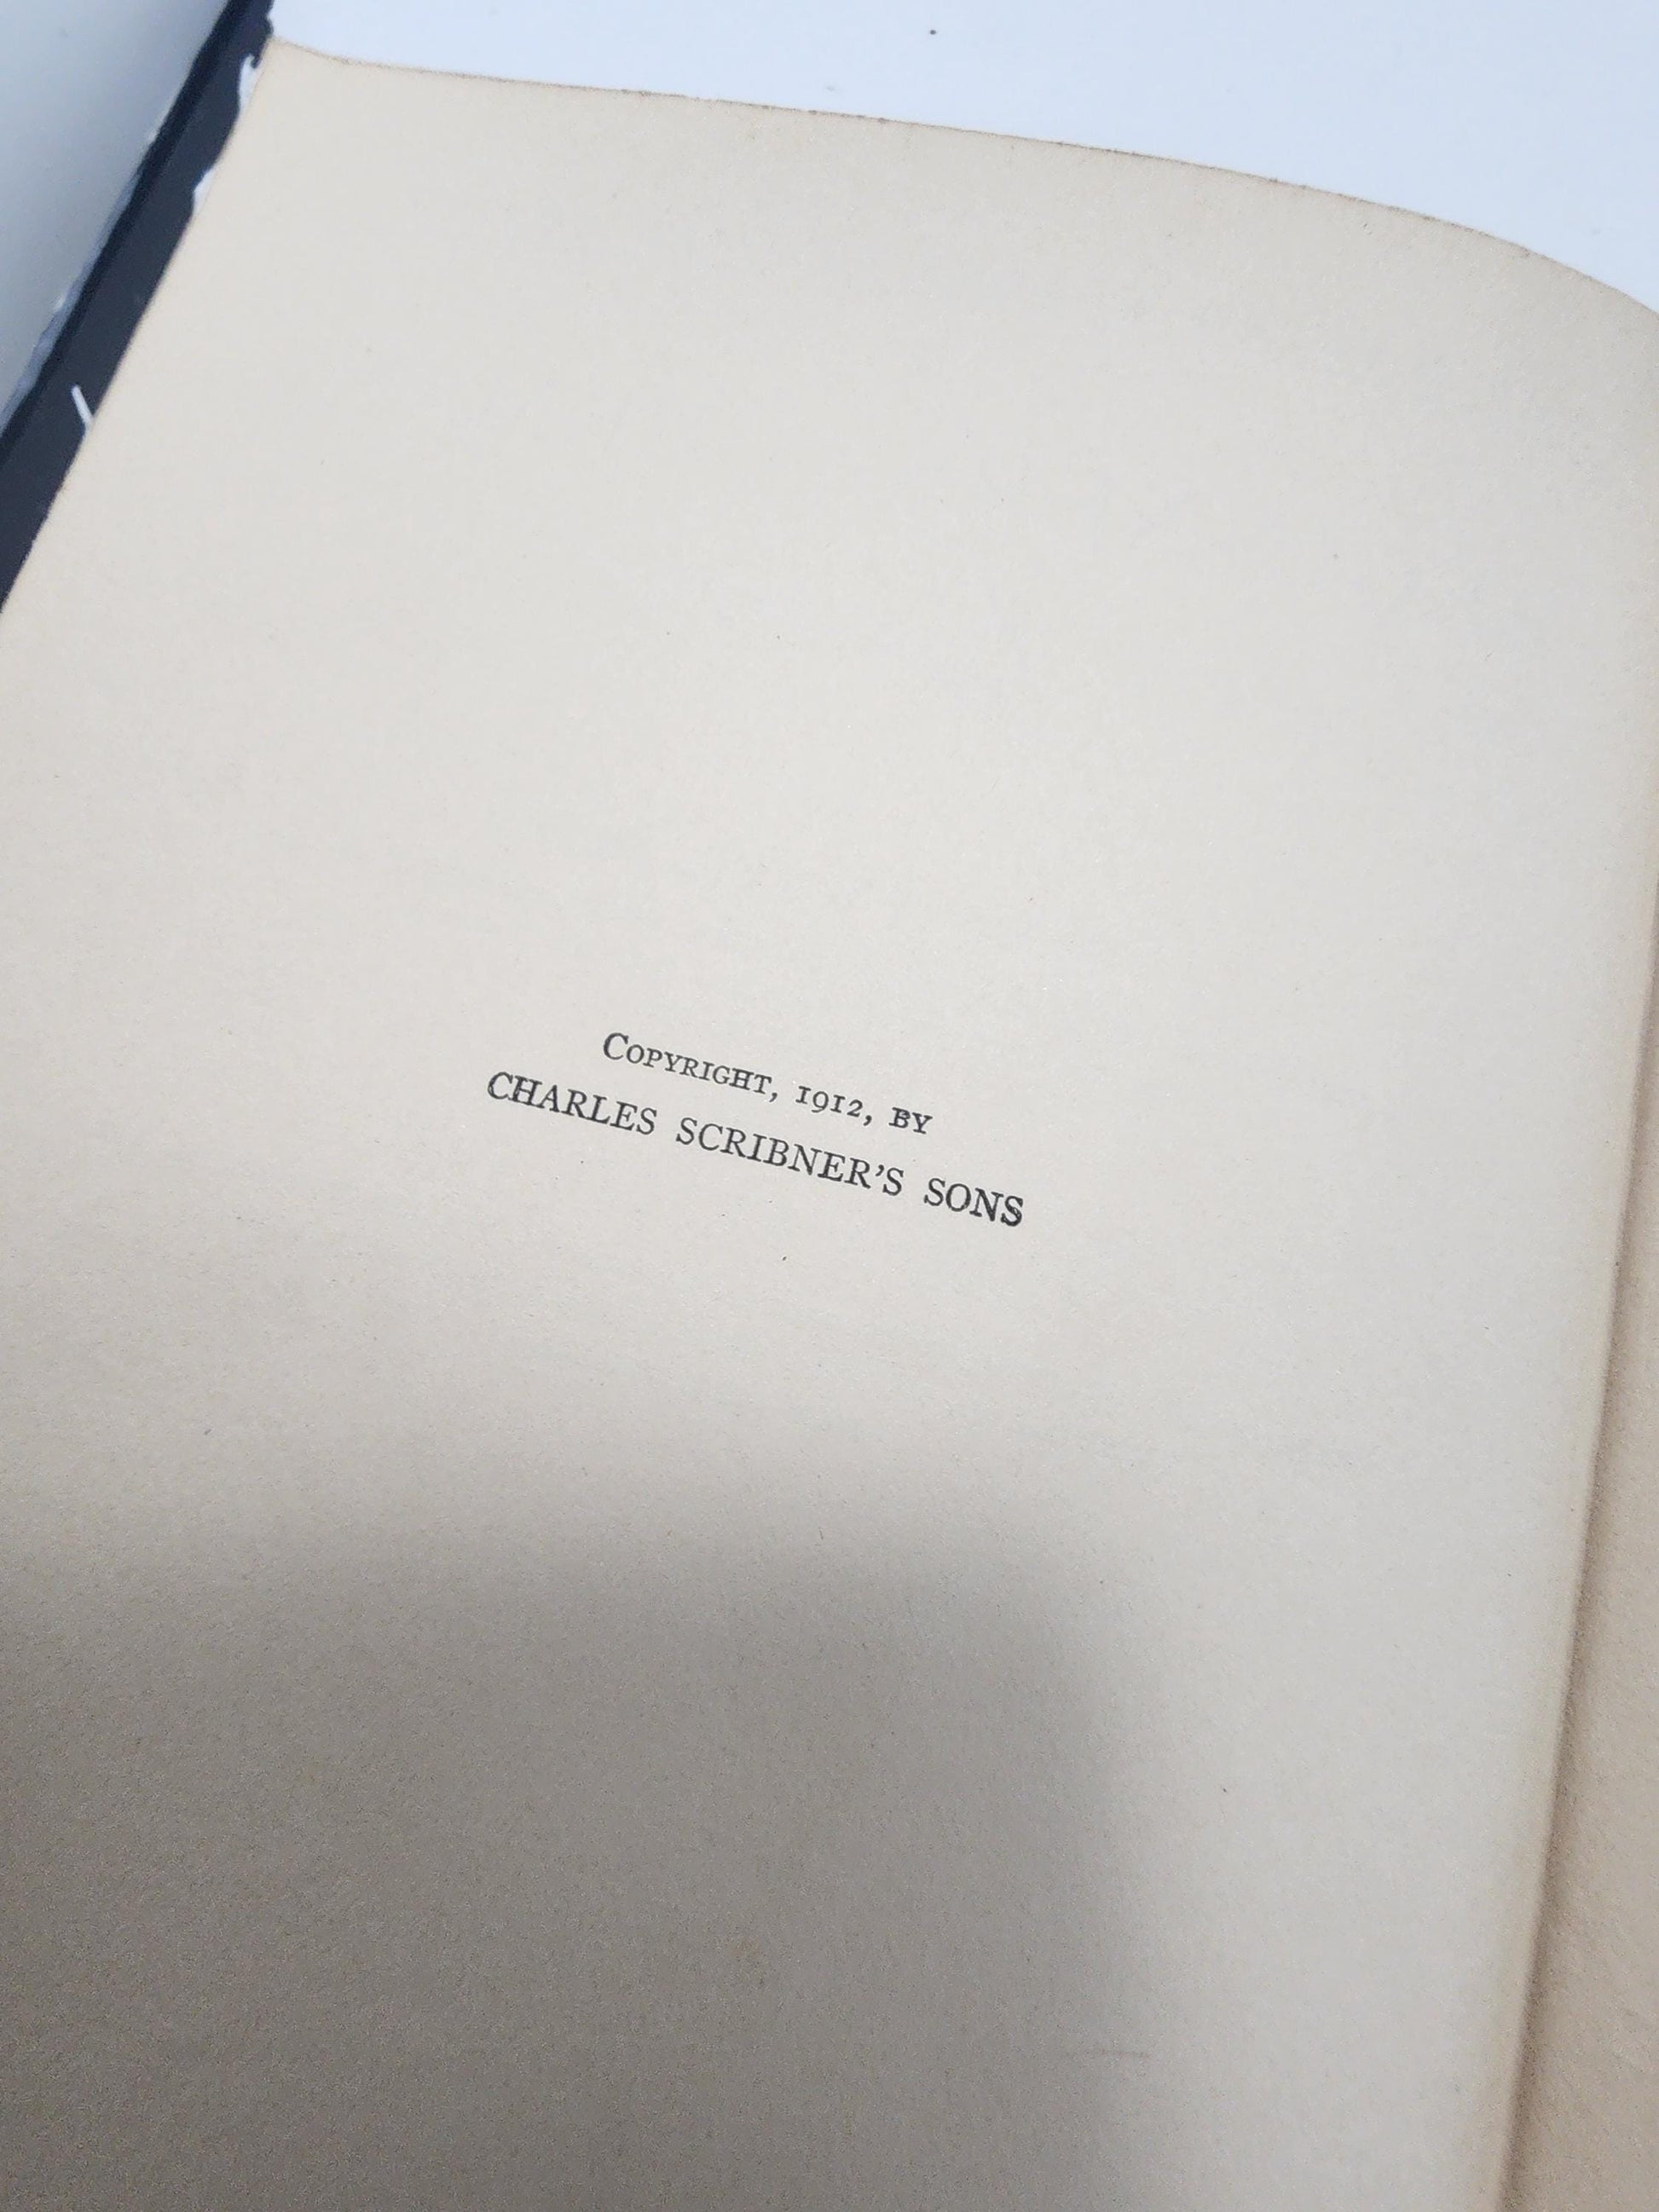 Copyright, 1912, by
CHARLES SCRIBNER'S SONS